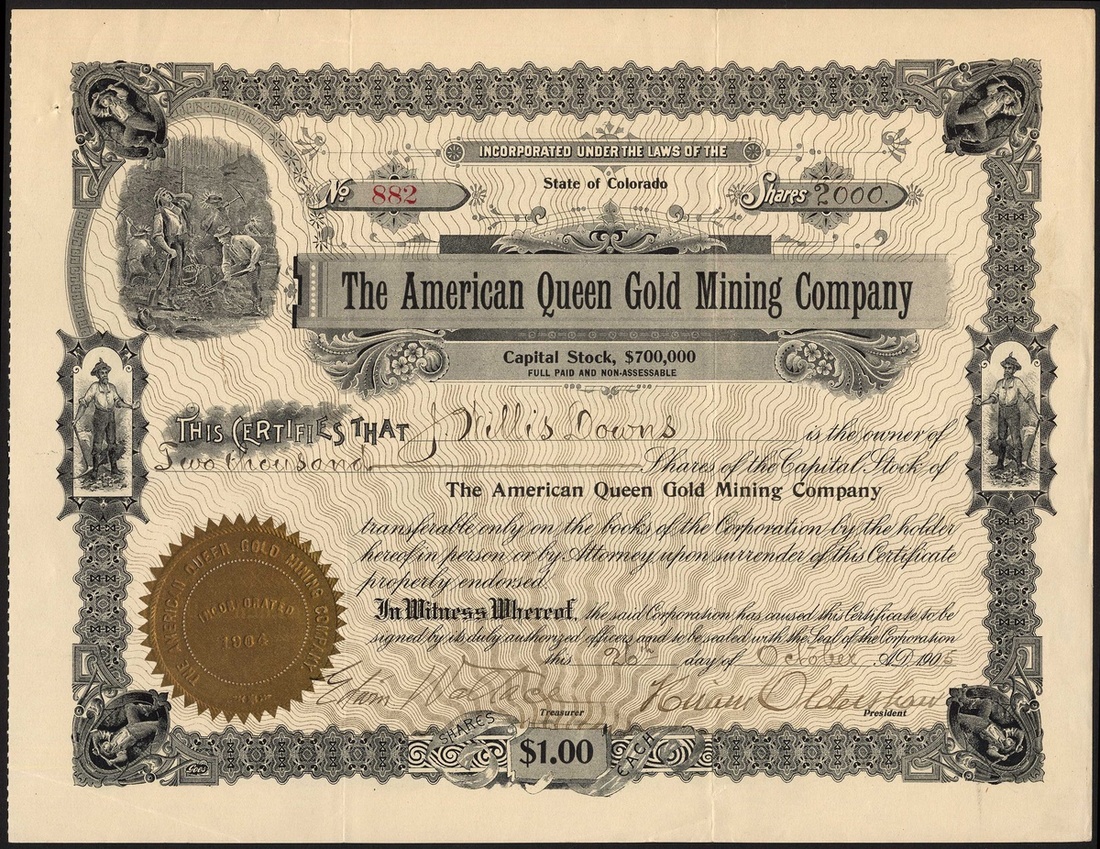 INCORPORATED UNDER THE LAWS OF THE
State of Colorado
No 882
Shares 2000.
The American Queen Gold Mining Company
Capital Stock, $700,000
FULL PAID AND NON-ASSESSABLE
THIS CERTIFIES THAT J Willis Downs is the owner of
Two thousand Shares of the Capital Stock of
The American Queen Gold Mining Company
transferable only on the books of the Corporation by the holder
hereof in person or by Attorney upon surrender of this Certificate
properly endorsed.
In Witness Whereof, the said Corporation has caused this Certificate to be
signed by its duly authorized officers and to be sealed with the Seal of the Corporation
this 20th day of October A.D. 1905
THE AMERICAN QUEEN GOLD MINING COMPANY
INCORPORATED
1904
Edwin Wallace
Treasurer
Hiram
President
SHARES
$1.00
EACH
Goes